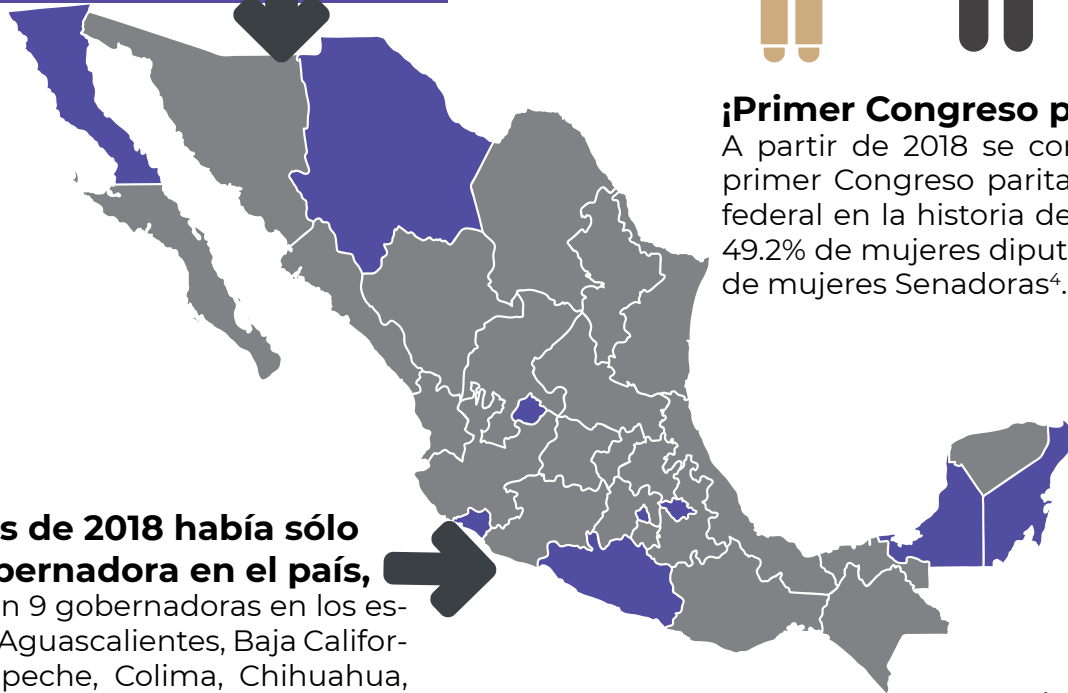 ¡Primer Congreso p
A partir de 2018 se con
primer Congreso parita
federal en la historia de
49.2% de mujeres diput
de mujeres Senadoras⁴.
s de 2018 había sólo
bernadora en el país,
n 9 gobernadoras en los es-
Aguascalientes, Baja Califor-
peche, Colima, Chihuahua,